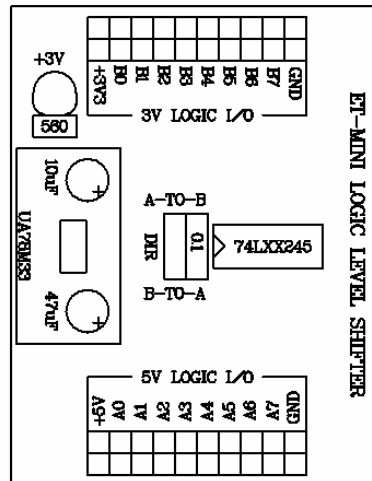 +3V
560
+3V3 B0 B1 B2 B3 B4 B5 B6 B7 GND
3V LOGIC I/O
ET-MINI LOGIC LEVEL SHIFTER
10uF
UA78M33
47uF
A-TO-B
DIR
0.1
B-TO-A
74LXX245
5V LOGIC I/O
+5V A0 A1 A2 A3 A4 A5 A6 A7 GND